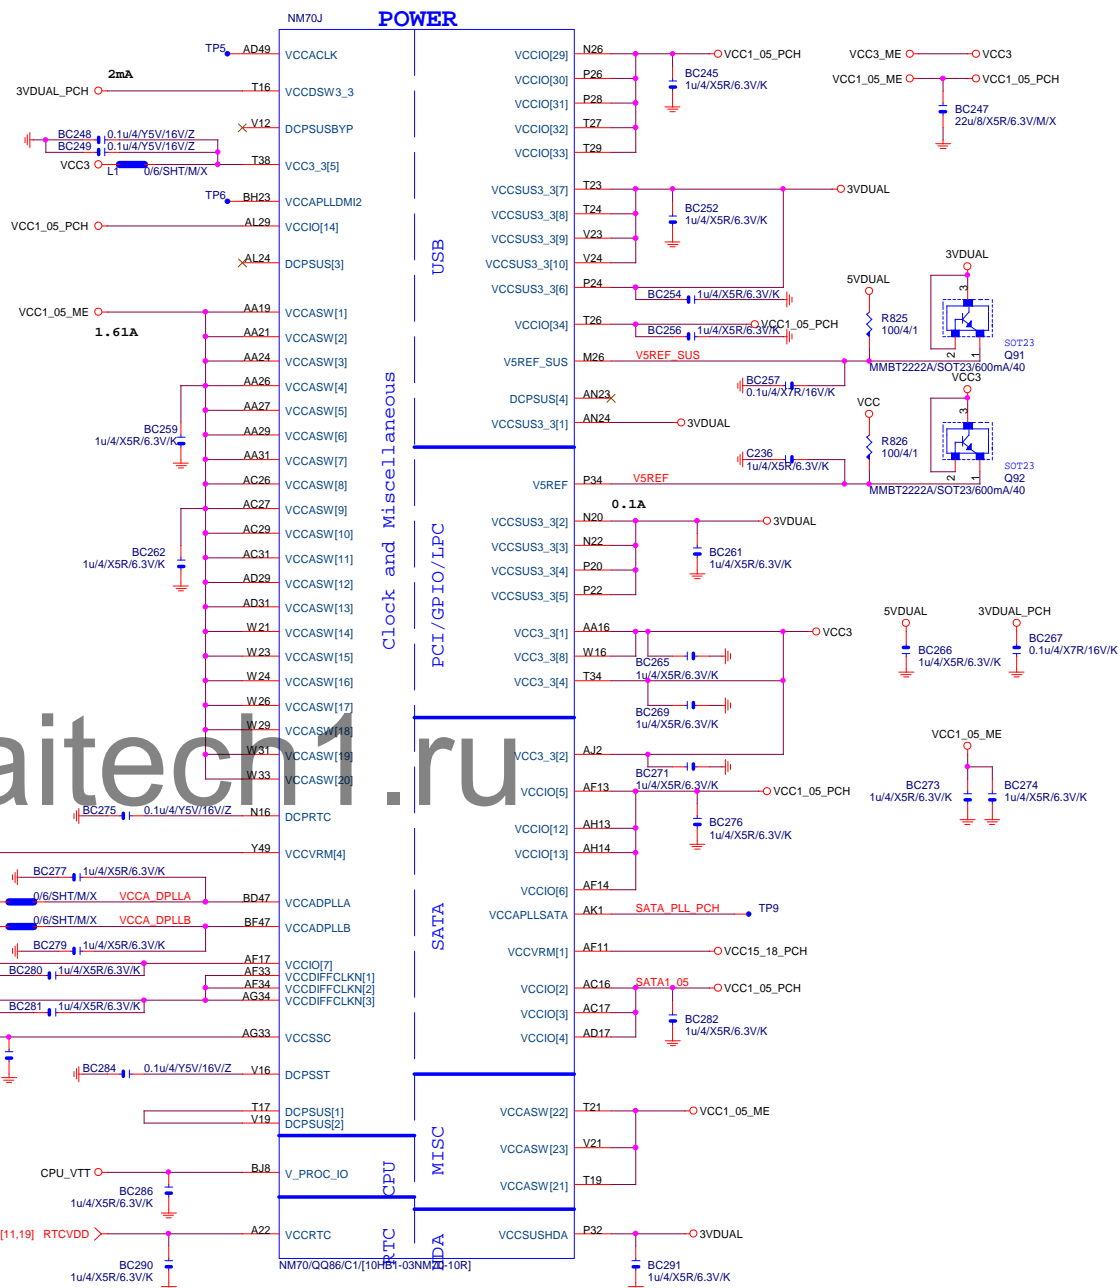 NM70J POWER
TP5 AD49 VCCACLK
2mA
3VDUAL_PCH T16 VCCDSW3_3
V12 DCPSUSBYP
BC248 0.1u/4/Y5V/16V/Z
BC249 0.1u/4/Y5V/16V/Z
VCC3 T38 VCC3_3[5]
L1 0/6/SHT/M/X
TP6 BH23 VCCAPLLDMI2
VCC1_05_PCH AL29 VCCIO[14]
AL24 DCPSUS[3]
VCC1_05_ME AA19 VCCASW[1]
1.61A
AA21 VCCASW[2]
AA24 VCCASW[3]
AA26 VCCASW[4]
AA27 VCCASW[5]
BC259
1u/4/X5R/6.3V/K
AA29 VCCASW[6]
AA31 VCCASW[7]
AC26 VCCASW[8]
AC27 VCCASW[9]
AC29 VCCASW[10]
BC262
1u/4/X5R/6.3V/K
AC31 VCCASW[11]
AD29 VCCASW[12]
AD31 VCCASW[13]
W21 VCCASW[14]
W23 VCCASW[15]
W24 VCCASW[16]
W26 VCCASW[17]
W29 VCCASW[18]
W31 VCCASW[19]
W33 VCCASW[20]
aitech1.ru
BC275 0.1u/4/Y5V/16V/Z N16 DCPRTC
Y49 VCCVRM[4]
BC277 1u/4/X5R/6.3V/K
0/6/SHT/M/X VCCA_DPLLA BD47 VCCADPLLA
0/6/SHT/M/X VCCA_DPLLB BF47 VCCADPLLB
BC279 1u/4/X5R/6.3V/K
AF17 VCCIO[7]
BC280 1u/4/X5R/6.3V/K
AF33 VCCDIFFCLKN[1]
AF34 VCCDIFFCLKN[2]
AG34 VCCDIFFCLKN[3]
BC281 1u/4/X5R/6.3V/K
AG33 VCCSSC
BC284 0.1u/4/Y5V/16V/Z V16 DCPSST
T17 DCPSUS[1]
V19 DCPSUS[2]
CPU_VTT BJ8 V_PROC_IO
BC286
1u/4/X5R/6.3V/K
[11,19] RTCVDD A22 VCCRTC
BC290
1u/4/X5R/6.3V/K
NM70/QQ86/C1/[10HB1-03NM70-10R]
Clock and Miscellaneous
CPU
RTC
USB
PCI/GPIO/LPC
SATA
MISC
HDA
VCCIO[29] N26 VCC1_05_PCH
VCCIO[30] P26
BC245
1u/4/X5R/6.3V/K
VCCIO[31] P28
VCCIO[32] T27
VCCIO[33] T29
VCCSUS3_3[7] T23 3VDUAL
VCCSUS3_3[8] T24
BC252
1u/4/X5R/6.3V/K
VCCSUS3_3[9] V23
VCCSUS3_3[10] V24
VCCSUS3_3[6] P24
BC254 1u/4/X5R/6.3V/K
VCCIO[34] T26 VCC1_05_PCH
BC256 1u/4/X5R/6.3V/K
V5REF_SUS M26 V5REF_SUS
BC257
0.1u/4/X7R/16V/K
DCPSUS[4] AN23
VCCSUS3_3[1] AN24 3VDUAL
C236
1u/4/X5R/6.3V/K
V5REF P34 V5REF
0.1A
VCCSUS3_3[2] N20 3VDUAL
VCCSUS3_3[3] N22
BC261
1u/4/X5R/6.3V/K
VCCSUS3_3[4] P20
VCCSUS3_3[5] P22
VCC3_3[1] AA16 VCC3
VCC3_3[8] W16
BC265
1u/4/X5R/6.3V/K
VCC3_3[4] T34
BC269
1u/4/X5R/6.3V/K
VCC3_3[2] AJ2
BC271
1u/4/X5R/6.3V/K
VCCIO[5] AF13 VCC1_05_PCH
VCCIO[12] AH13
BC276
1u/4/X5R/6.3V/K
VCCIO[13] AH14
VCCIO[6] AF14
VCCAPLLSATA AK1 SATA_PLL_PCH TP9
VCCVRM[1] AF11 VCC15_18_PCH
VCCIO[2] AC16 SATA1_05 VCC1_05_PCH
VCCIO[3] AC17
BC282
1u/4/X5R/6.3V/K
VCCIO[4] AD17
VCCASW[22] T21 VCC1_05_ME
VCCASW[23] V21
VCCASW[21] T19
VCCSUSHDA P32 3VDUAL
BC291
1u/4/X5R/6.3V/K
VCC3_ME VCC3
VCC1_05_ME VCC1_05_PCH
BC247
22u/8/X5R/6.3V/M/X
3VDUAL
5VDUAL
3
R825
100/4/1
2 1
SOT23
Q91
MMBT2222A/SOT23/600mA/40
VCC3
VCC
3
R826
100/4/1
2 1
SOT23
Q92
MMBT2222A/SOT23/600mA/40
5VDUAL 3VDUAL_PCH
BC266
1u/4/X5R/6.3V/K
BC267
0.1u/4/X7R/16V/K
VCC1_05_ME
BC273
1u/4/X5R/6.3V/K
BC274
1u/4/X5R/6.3V/K